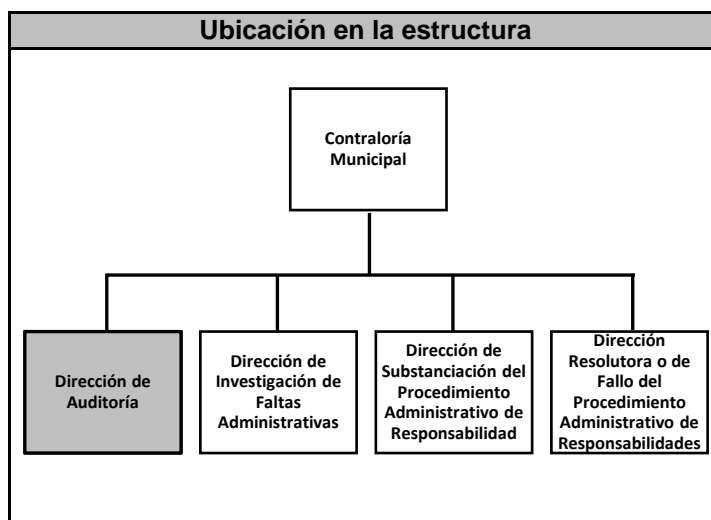 Ubicación en la estructura
Contraloría
Municipal
Dirección de
Auditoría
Dirección de
Investigación de
Faltas
Administrativas
Dirección de
Substanciación del
Procedimiento
Administrativo de
Responsabilidad
Dirección
Resolutora o de
Fallo del
Procedimiento
Administrativo de
Responsabilidades